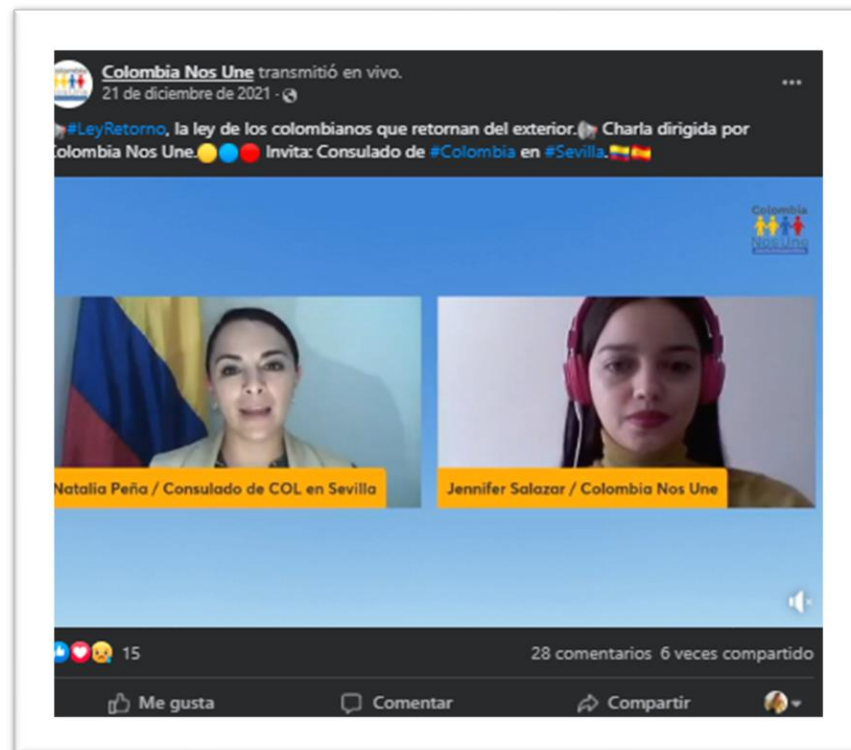 Colombia Nos Une transmitió en vivo.
21 de diciembre de 2021 ·
#LeyRetorno, la ley de los colombianos que retornan del exterior. Charla dirigida por
Colombia Nos Une. Invita: Consulado de #Colombia en #Sevilla.
Colombia
Nos Une
Natalia Peña / Consulado de COL en Sevilla
Jennifer Salazar / Colombia Nos Une
15
28 comentarios 6 veces compartido
Me gusta
Comentar
Compartir